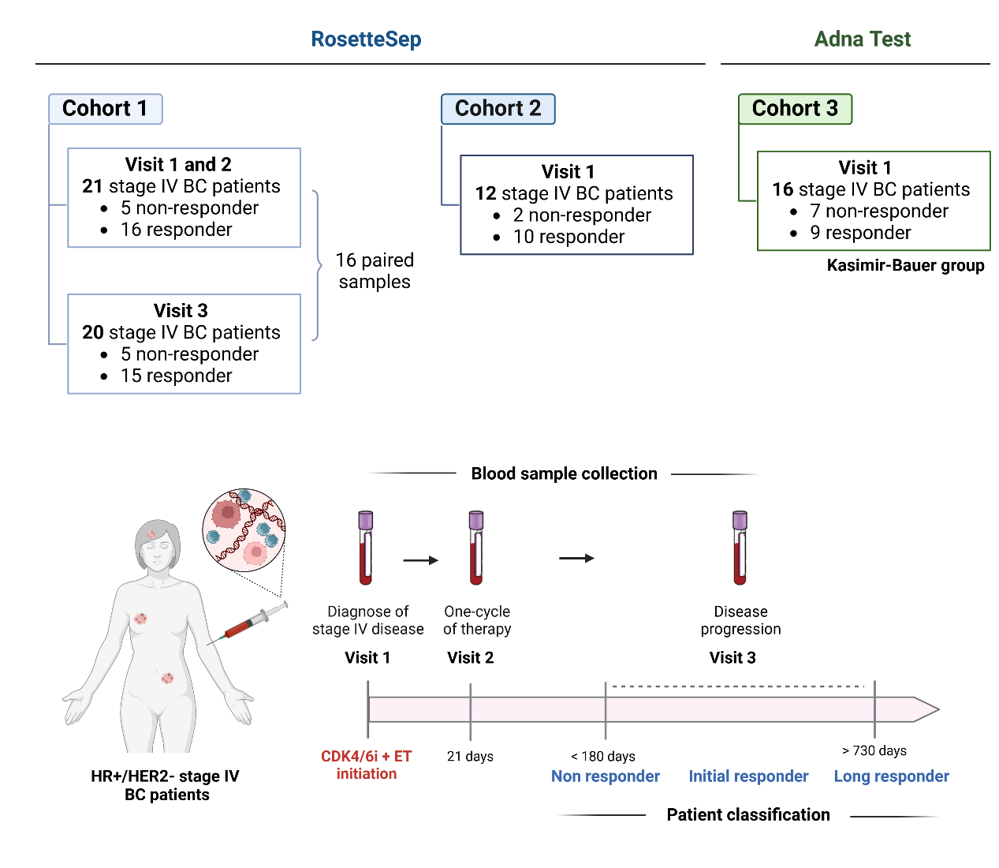 RosetteSep
Adna Test
Cohort 1
Visit 1 and 2
21 stage IV BC patients
• 5 non-responder
• 16 responder
Visit 3
20 stage IV BC patients
• 5 non-responder
• 15 responder
16 paired
samples
Cohort 2
Visit 1
12 stage IV BC patients
• 2 non-responder
• 10 responder
Cohort 3
Visit 1
16 stage IV BC patients
• 7 non-responder
• 9 responder
Kasimir-Bauer group
Blood sample collection
Diagnose of
stage IV disease
Visit 1
One-cycle
of therapy
Visit 2
Disease
progression
Visit 3
CDK4/6i + ET
initiation
21 days
< 180 days
Non responder
Initial responder
> 730 days
Long responder
Patient classification
HR+/HER2- stage IV
BC patients